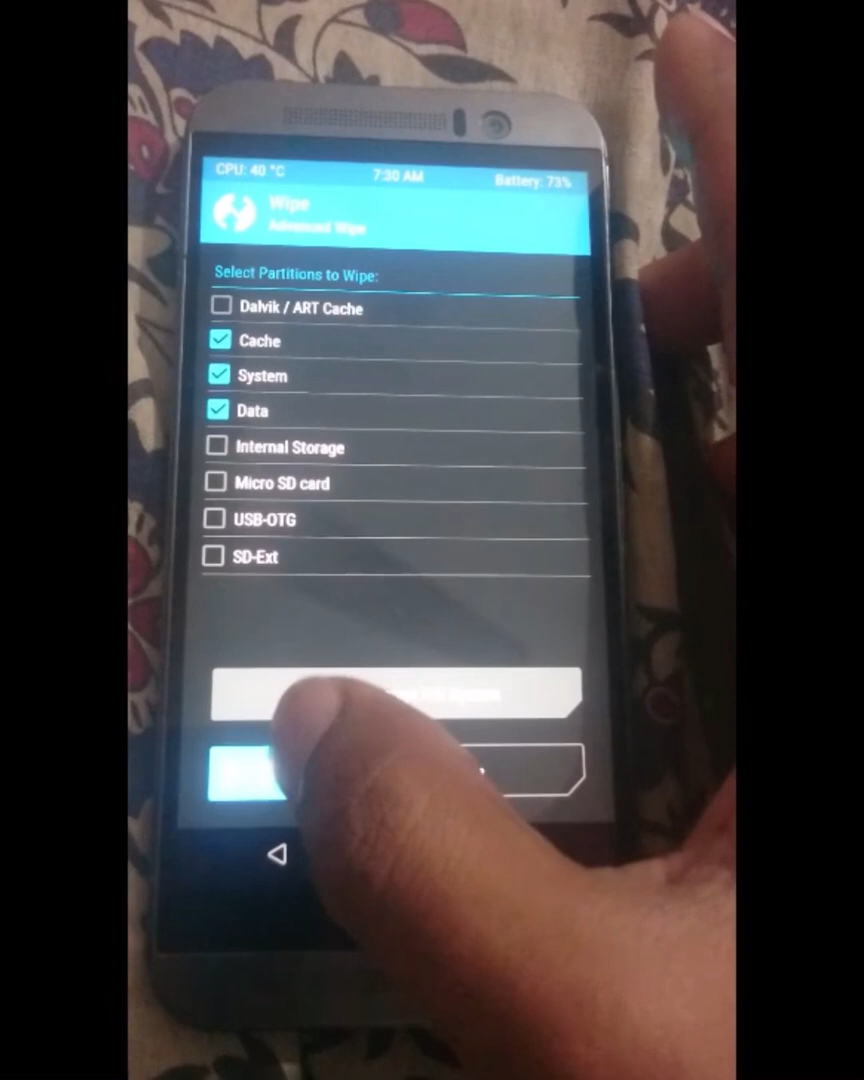 CPU: 40 °C 7:30 AM Battery: 73%
Wipe
Advanced Wipe
Select Partitions to Wipe:
Dalvik / ART Cache
Cache
System
Data
Internal Storage
Micro SD card
USB-OTG
SD-Ext